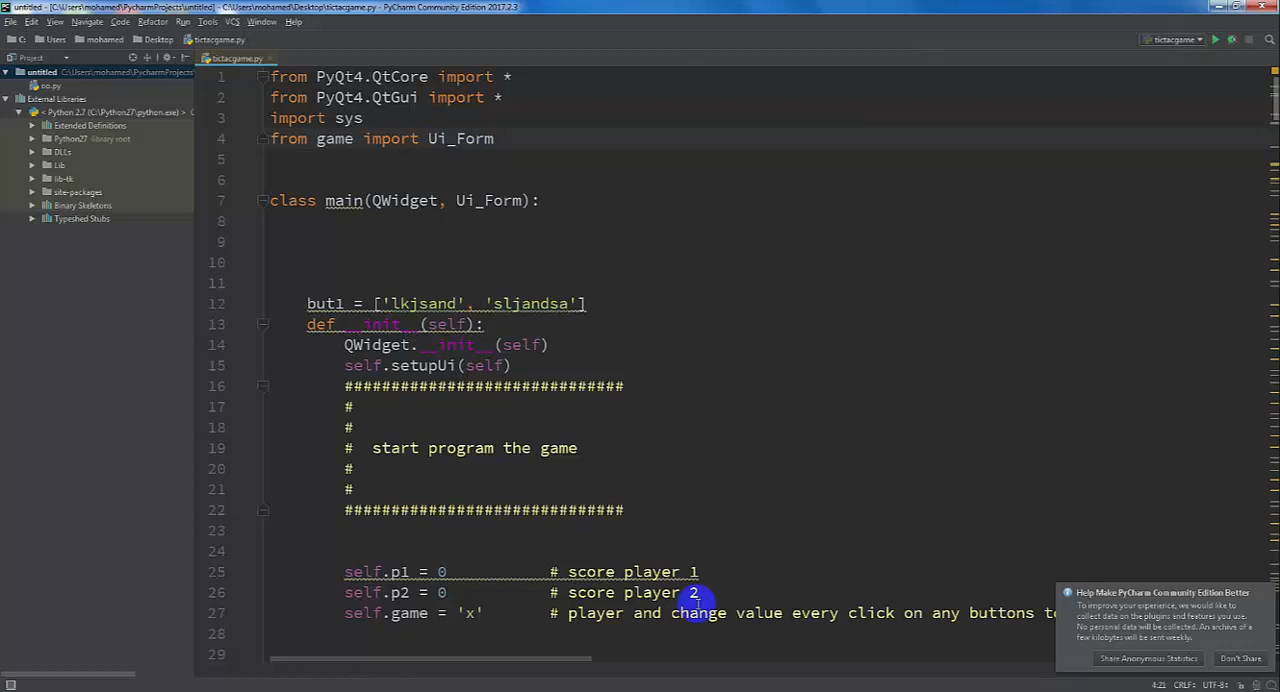 untitled - [C:\Users\mohamed\PycharmProjects\untitled] - C:\Users\mohamed\Desktop\tictacgame.py - PyCharm Community Edition 2017.2.3
File Edit View Navigate Code Refactor Run Tools VCS Window Help
C: Users mohamed Desktop tictacgame.py
tictacgame
Project
tictacgame.py
untitled C:\Users\mohamed\PycharmProjects
oo.py
External Libraries
< Python 2.7 (C:\Python27\python.exe) > C
Extended Definitions
Python27 library root
DLLs
Lib
lib-tk
site-packages
Binary Skeletons
Typeshed Stubs
1 from PyQt4.QtCore import *
2 from PyQt4.QtGui import *
3 import sys
4 from game import Ui_Form
5
6
7 class main(QWidget, Ui_Form):
8
9
10
11
12 but1 = ['lkjsand', 'sljandsa']
13 def __init__(self):
14 QWidget.__init__(self)
15 self.setupUi(self)
16 ##############################
17 #
18 #
19 # start program the game
20 #
21 #
22 ##############################
23
24
25 self.p1 = 0 # score player 1
26 self.p2 = 0 # score player 2
27 self.game = 'x' # player and change value every click on any buttons to
28
29
Help Make PyCharm Community Edition Better
To improve your experience, we would like to
collect data on the plugins and features you use.
No personal data will be collected. An archive of a
few kilobytes will be sent weekly.
Share Anonymous Statistics Don't Share
4:21 CRLF÷ UTF-8÷